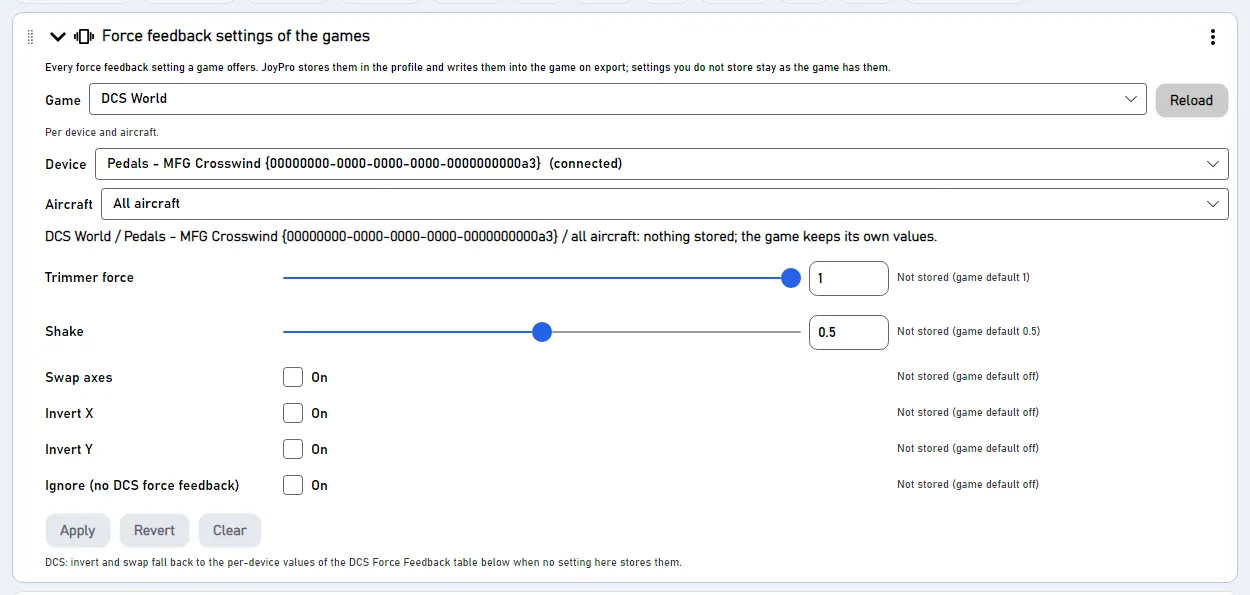 Force feedback settings of the games
Every force feedback setting a game offers. JoyPro stores them in the profile and writes them into the game on export; settings you do not store stay as the game has them.
Game DCS World Reload
Per device and aircraft.
Device Pedals - MFG Crosswind {00000000-0000-0000-0000-0000000000a3} (connected)
Aircraft All aircraft
DCS World / Pedals - MFG Crosswind {00000000-0000-0000-0000-0000000000a3} / all aircraft: nothing stored; the game keeps its own values.
Trimmer force 1 Not stored (game default 1)
Shake 0.5 Not stored (game default 0.5)
Swap axes On Not stored (game default off)
Invert X On Not stored (game default off)
Invert Y On Not stored (game default off)
Ignore (no DCS force feedback) On Not stored (game default off)
Apply Revert Clear
DCS: invert and swap fall back to the per-device values of the DCS Force Feedback table below when no setting here stores them.